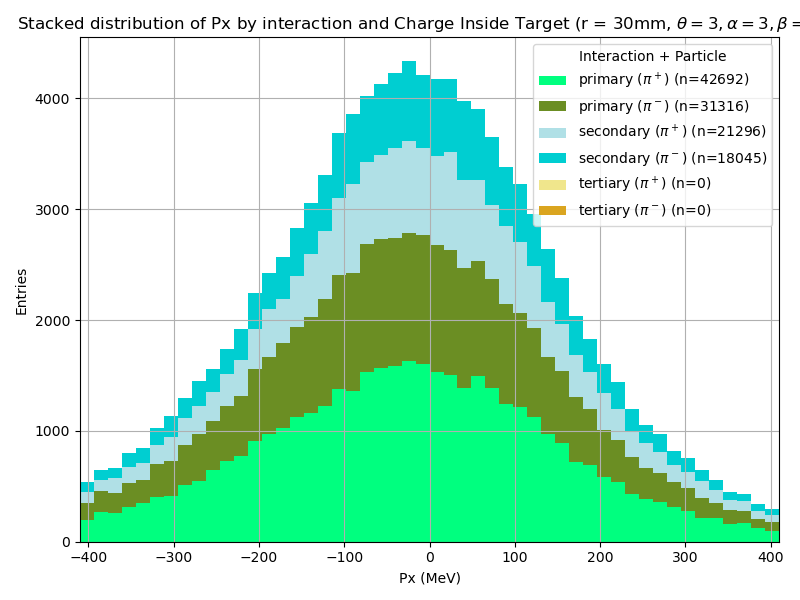 Stacked distribution of Px by interaction and Charge Inside Target (r = 30mm, θ = 3, α = 3, β =
Interaction + Particle
primary (π⁺) (n=42692)
primary (π⁻) (n=31316)
secondary (π⁺) (n=21296)
secondary (π⁻) (n=18045)
tertiary (π⁺) (n=0)
tertiary (π⁻) (n=0)
Entries
4000
3000
2000
1000
0
−400
−300
−200
−100
0
100
200
300
400
Px (MeV)